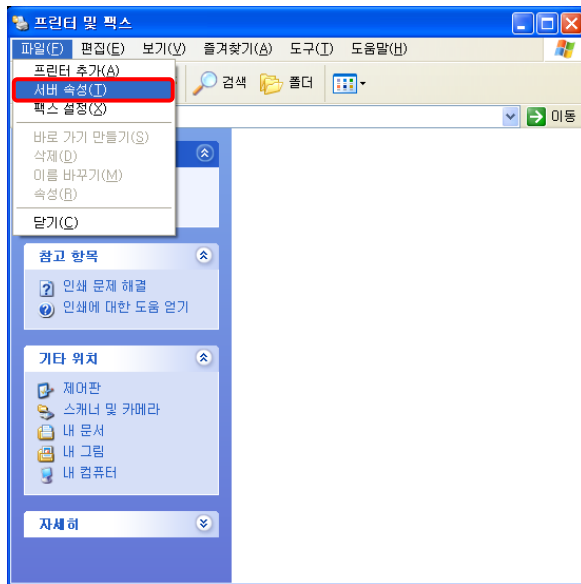 프린터 및 팩스
파일(F) 편집(E) 보기(V) 즐겨찾기(A) 도구(T) 도움말(H)
프린터 추가(A)
서버 속성(T)
팩스 설정(X)
바로 가기 만들기(S)
삭제(D)
이름 바꾸기(M)
속성(R)
닫기(C)
검색 폴더
이동
참고 항목
인쇄 문제 해결
인쇄에 대한 도움 얻기
기타 위치
제어판
스캐너 및 카메라
내 문서
내 그림
내 컴퓨터
자세히